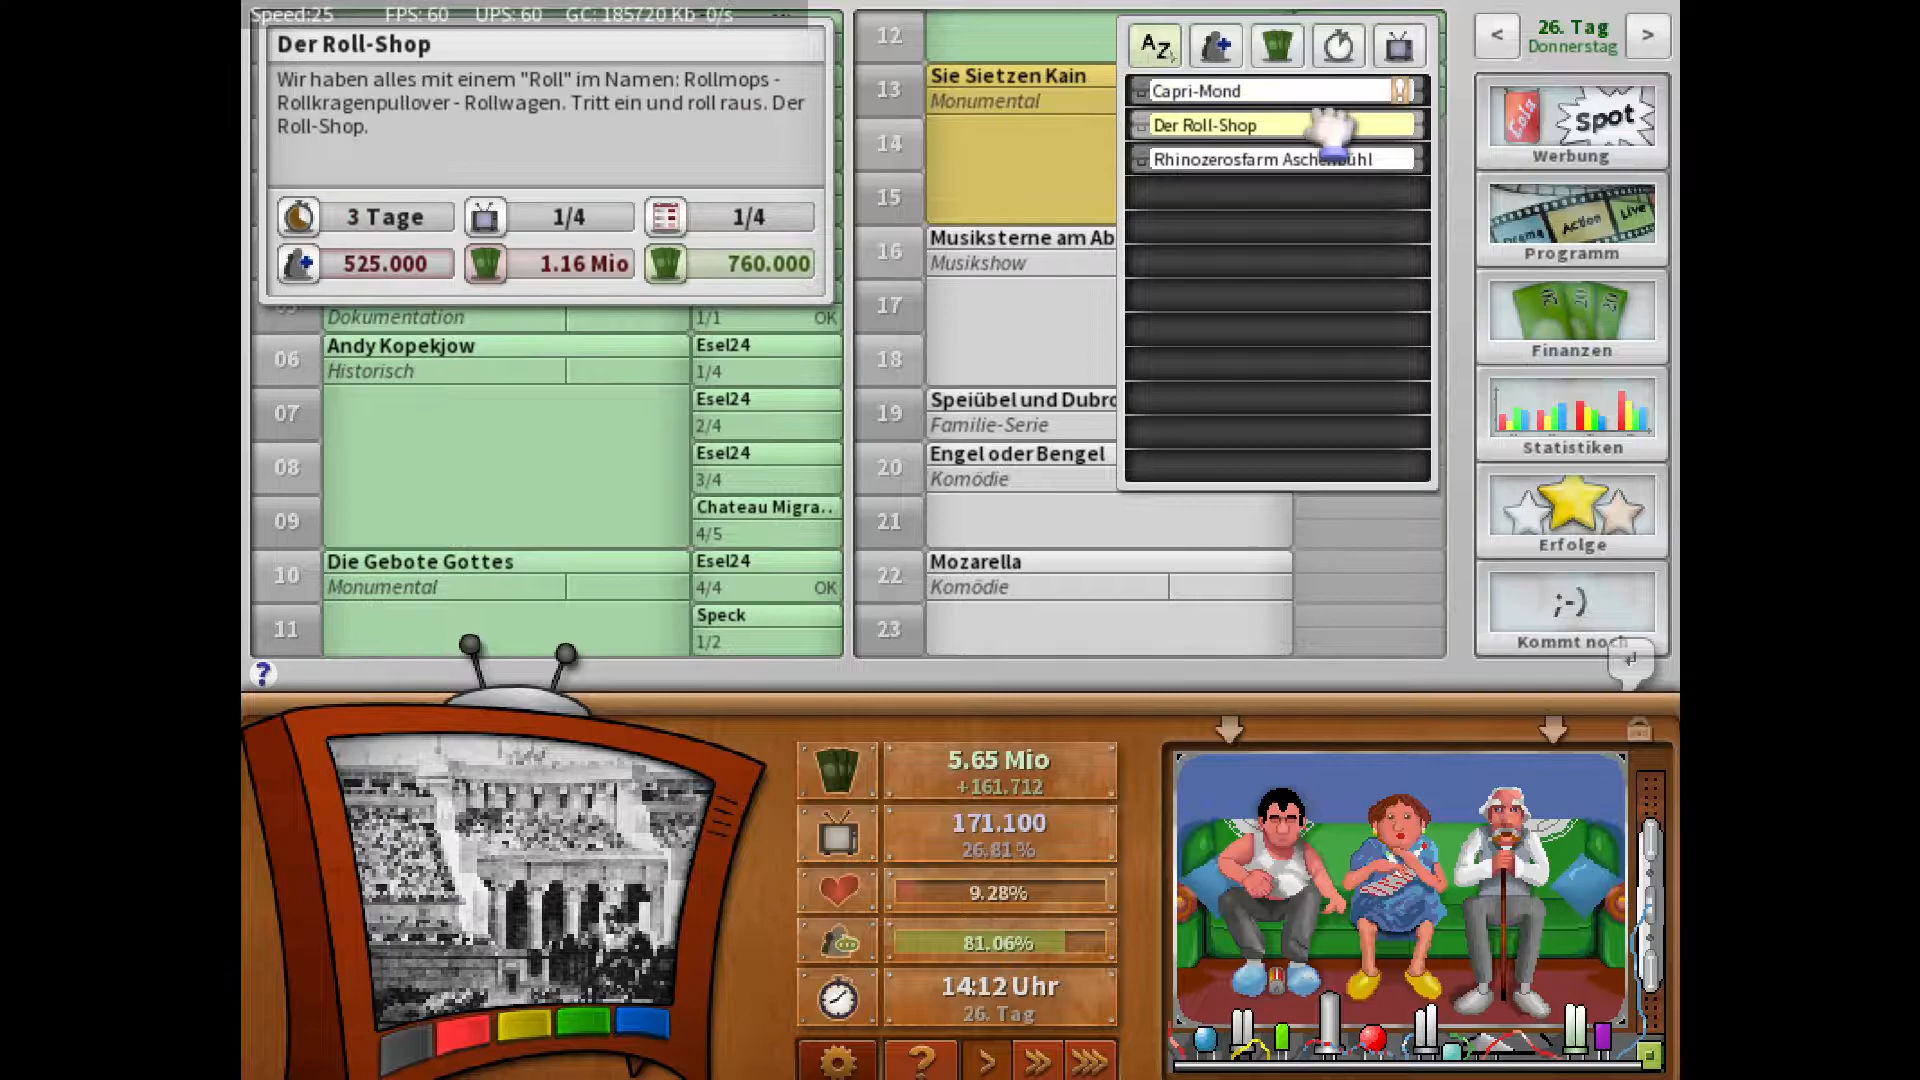 Speed:25 FPS: 60 UPS: 60 GC: 185720 Kb -0/s
Der Roll-Shop
Wir haben alles mit einem "Roll" im Namen: Rollmops -
Rollkragenpullover - Rollwagen. Tritt ein und roll raus. Der
Roll-Shop.
3 Tage 1/4 1/4
525.000 1.16 Mio 760.000
Dokumentation 1/1 OK
06 Andy Kopekjow Esel24
Historisch 1/4
07 Esel24
2/4
08 Esel24
3/4
09 Chateau Migra..
4/5
10 Die Gebote Gottes Esel24
Monumental 4/4 OK
11 Speck
1/2
12
13 Sie Sietzen Kain
Monumental
14
15
16 Musiksterne am Ab
Musikshow
17
18
19 Speiübel und Dubro
Familie-Serie
20 Engel oder Bengel
Komödie
21
22 Mozarella
Komödie
23
AZ
Capri-Mond
Der Roll-Shop
Rhinozerosfarm Aschenbühl
< 26. Tag >
Donnerstag
Cola Spot
Werbung
Drama Action Live
Programm
Finanzen
Statistiken
Erfolge
;-)
Kommt noch
?
5.65 Mio
+161.712
171.100
26.81 %
9.28%
81.06%
14:12 Uhr
26. Tag
?